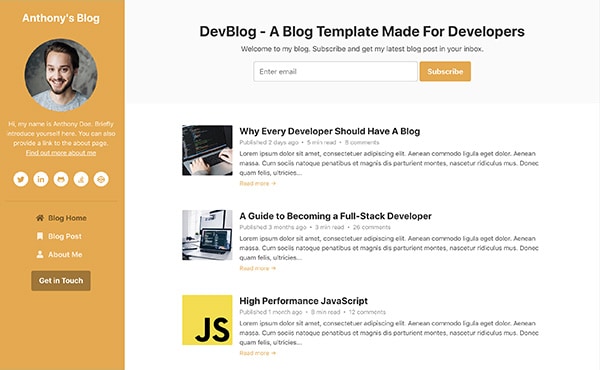 Anthony's Blog
Hi, my name is Anthony Doe. Briefly
introduce yourself here. You can also
provide a link to the about page.
Find out more about me
Blog Home
Blog Post
About Me
Get in Touch
DevBlog - A Blog Template Made For Developers
Welcome to my blog. Subscribe and get my latest blog post in your inbox.
Enter email
Subscribe
Why Every Developer Should Have A Blog
Published 2 days ago • 5 min read • 8 comments
Lorem ipsum dolor sit amet, consectetuer adipiscing elit. Aenean commodo ligula eget dolor. Aenean
massa. Cum sociis natoque penatibus et magnis dis parturient montes, nascetur ridiculus mus. Donec
quam felis, ultricies...
Read more →
A Guide to Becoming a Full-Stack Developer
Published 3 months ago • 3 min read • 26 comments
Lorem ipsum dolor sit amet, consectetuer adipiscing elit. Aenean commodo ligula eget dolor. Aenean
massa. Cum sociis natoque penatibus et magnis dis parturient montes, nascetur ridiculus mus. Donec
quam felis, ultricies...
Read more →
JS
High Performance JavaScript
Published 1 month ago • 8 min read • 12 comments
Lorem ipsum dolor sit amet, consectetuer adipiscing elit. Aenean commodo ligula eget dolor. Aenean
massa. Cum sociis natoque penatibus et magnis dis parturient montes, nascetur ridiculus mus. Donec
quam felis, ultricies...
Read more →